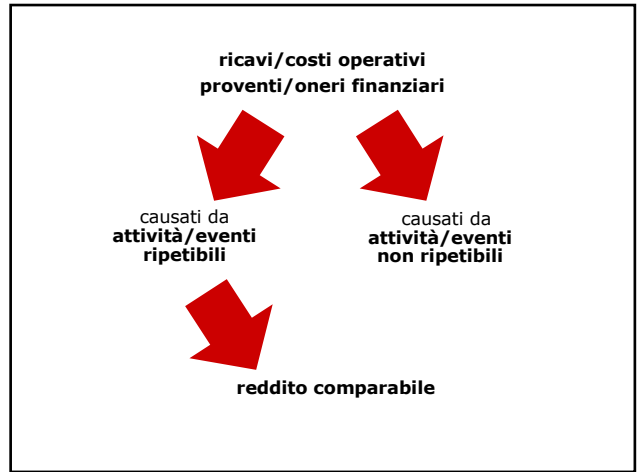 ricavi/costi operativi
proventi/oneri finanziari
causati da
attività/eventi
ripetibili
causati da
attività/eventi
non ripetibili
reddito comparabile